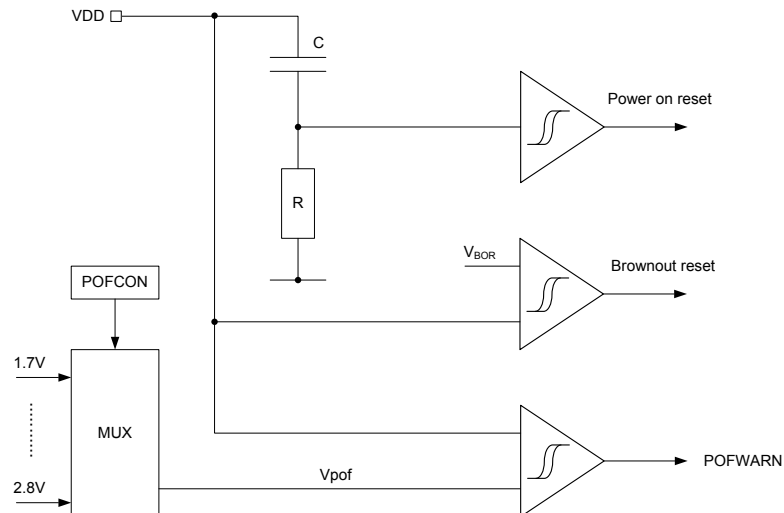 VDD
C
Power on reset
R
VBOR
Brownout reset
POFCON
1.7V
MUX
2.8V
Vpof
POFWARN